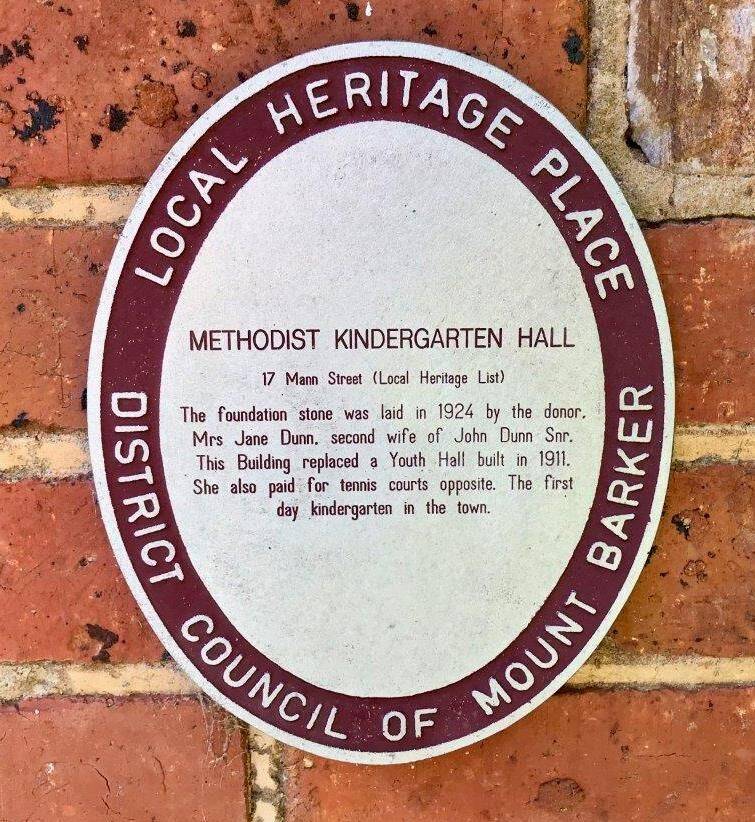 LOCAL HERITAGE PLACE
METHODIST KINDERGARTEN HALL
17 Mann Street (Local Heritage List)
The foundation stone was laid in 1924 by the donor,
Mrs Jane Dunn, second wife of John Dunn Snr.
This Building replaced a Youth Hall built in 1911.
She also paid for tennis courts opposite. The first
day kindergarten in the town.
DISTRICT COUNCIL OF MOUNT BARKER